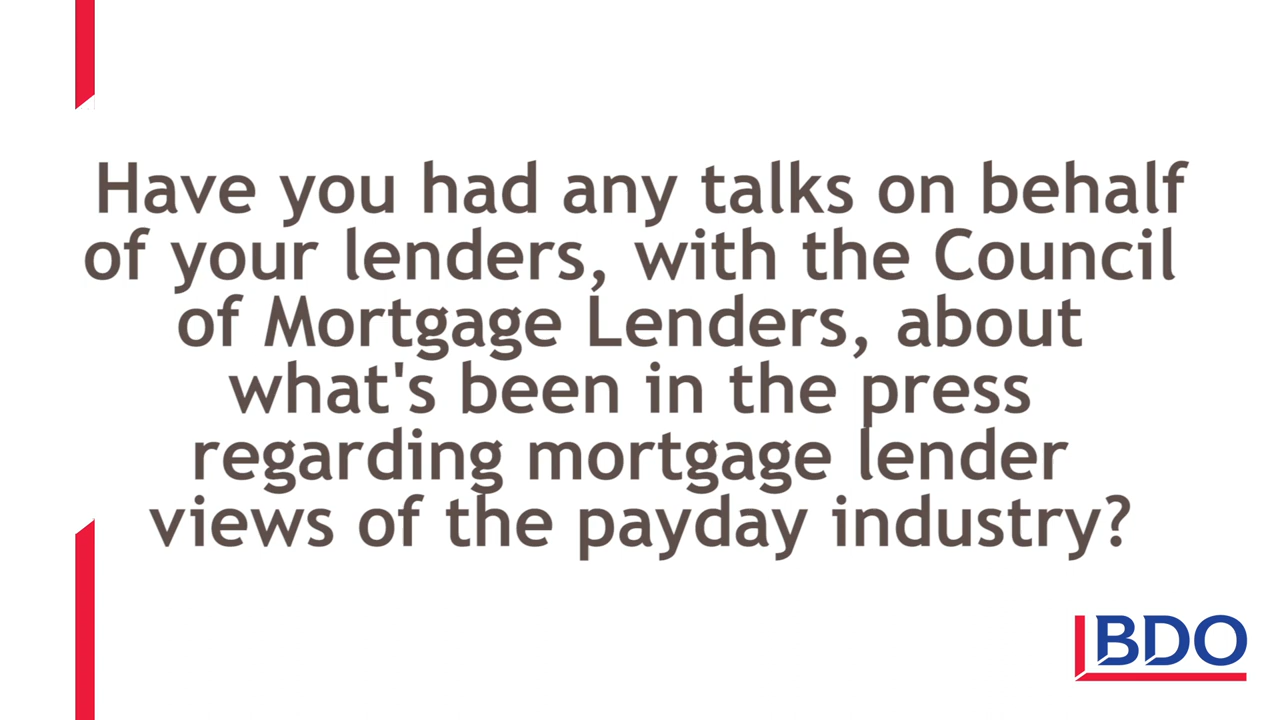 Have you had any talks on behalf
of your lenders, with the Council
of Mortgage Lenders, about
what's been in the press
regarding mortgage lender
views of the payday industry?
BDO